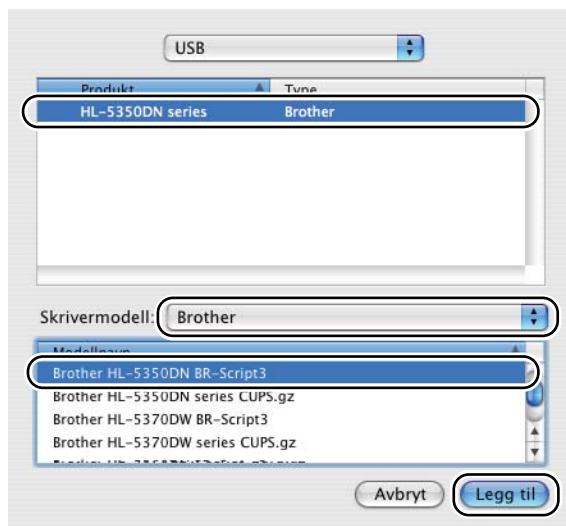 USB
Produkt Type
HL-5350DN series Brother
Skrivermodell: Brother
Modellnavn
Brother HL-5350DN BR-Script3
Brother HL-5350DN series CUPS.gz
Brother HL-5370DW BR-Script3
Brother HL-5370DW series CUPS.gz
Avbryt Legg til